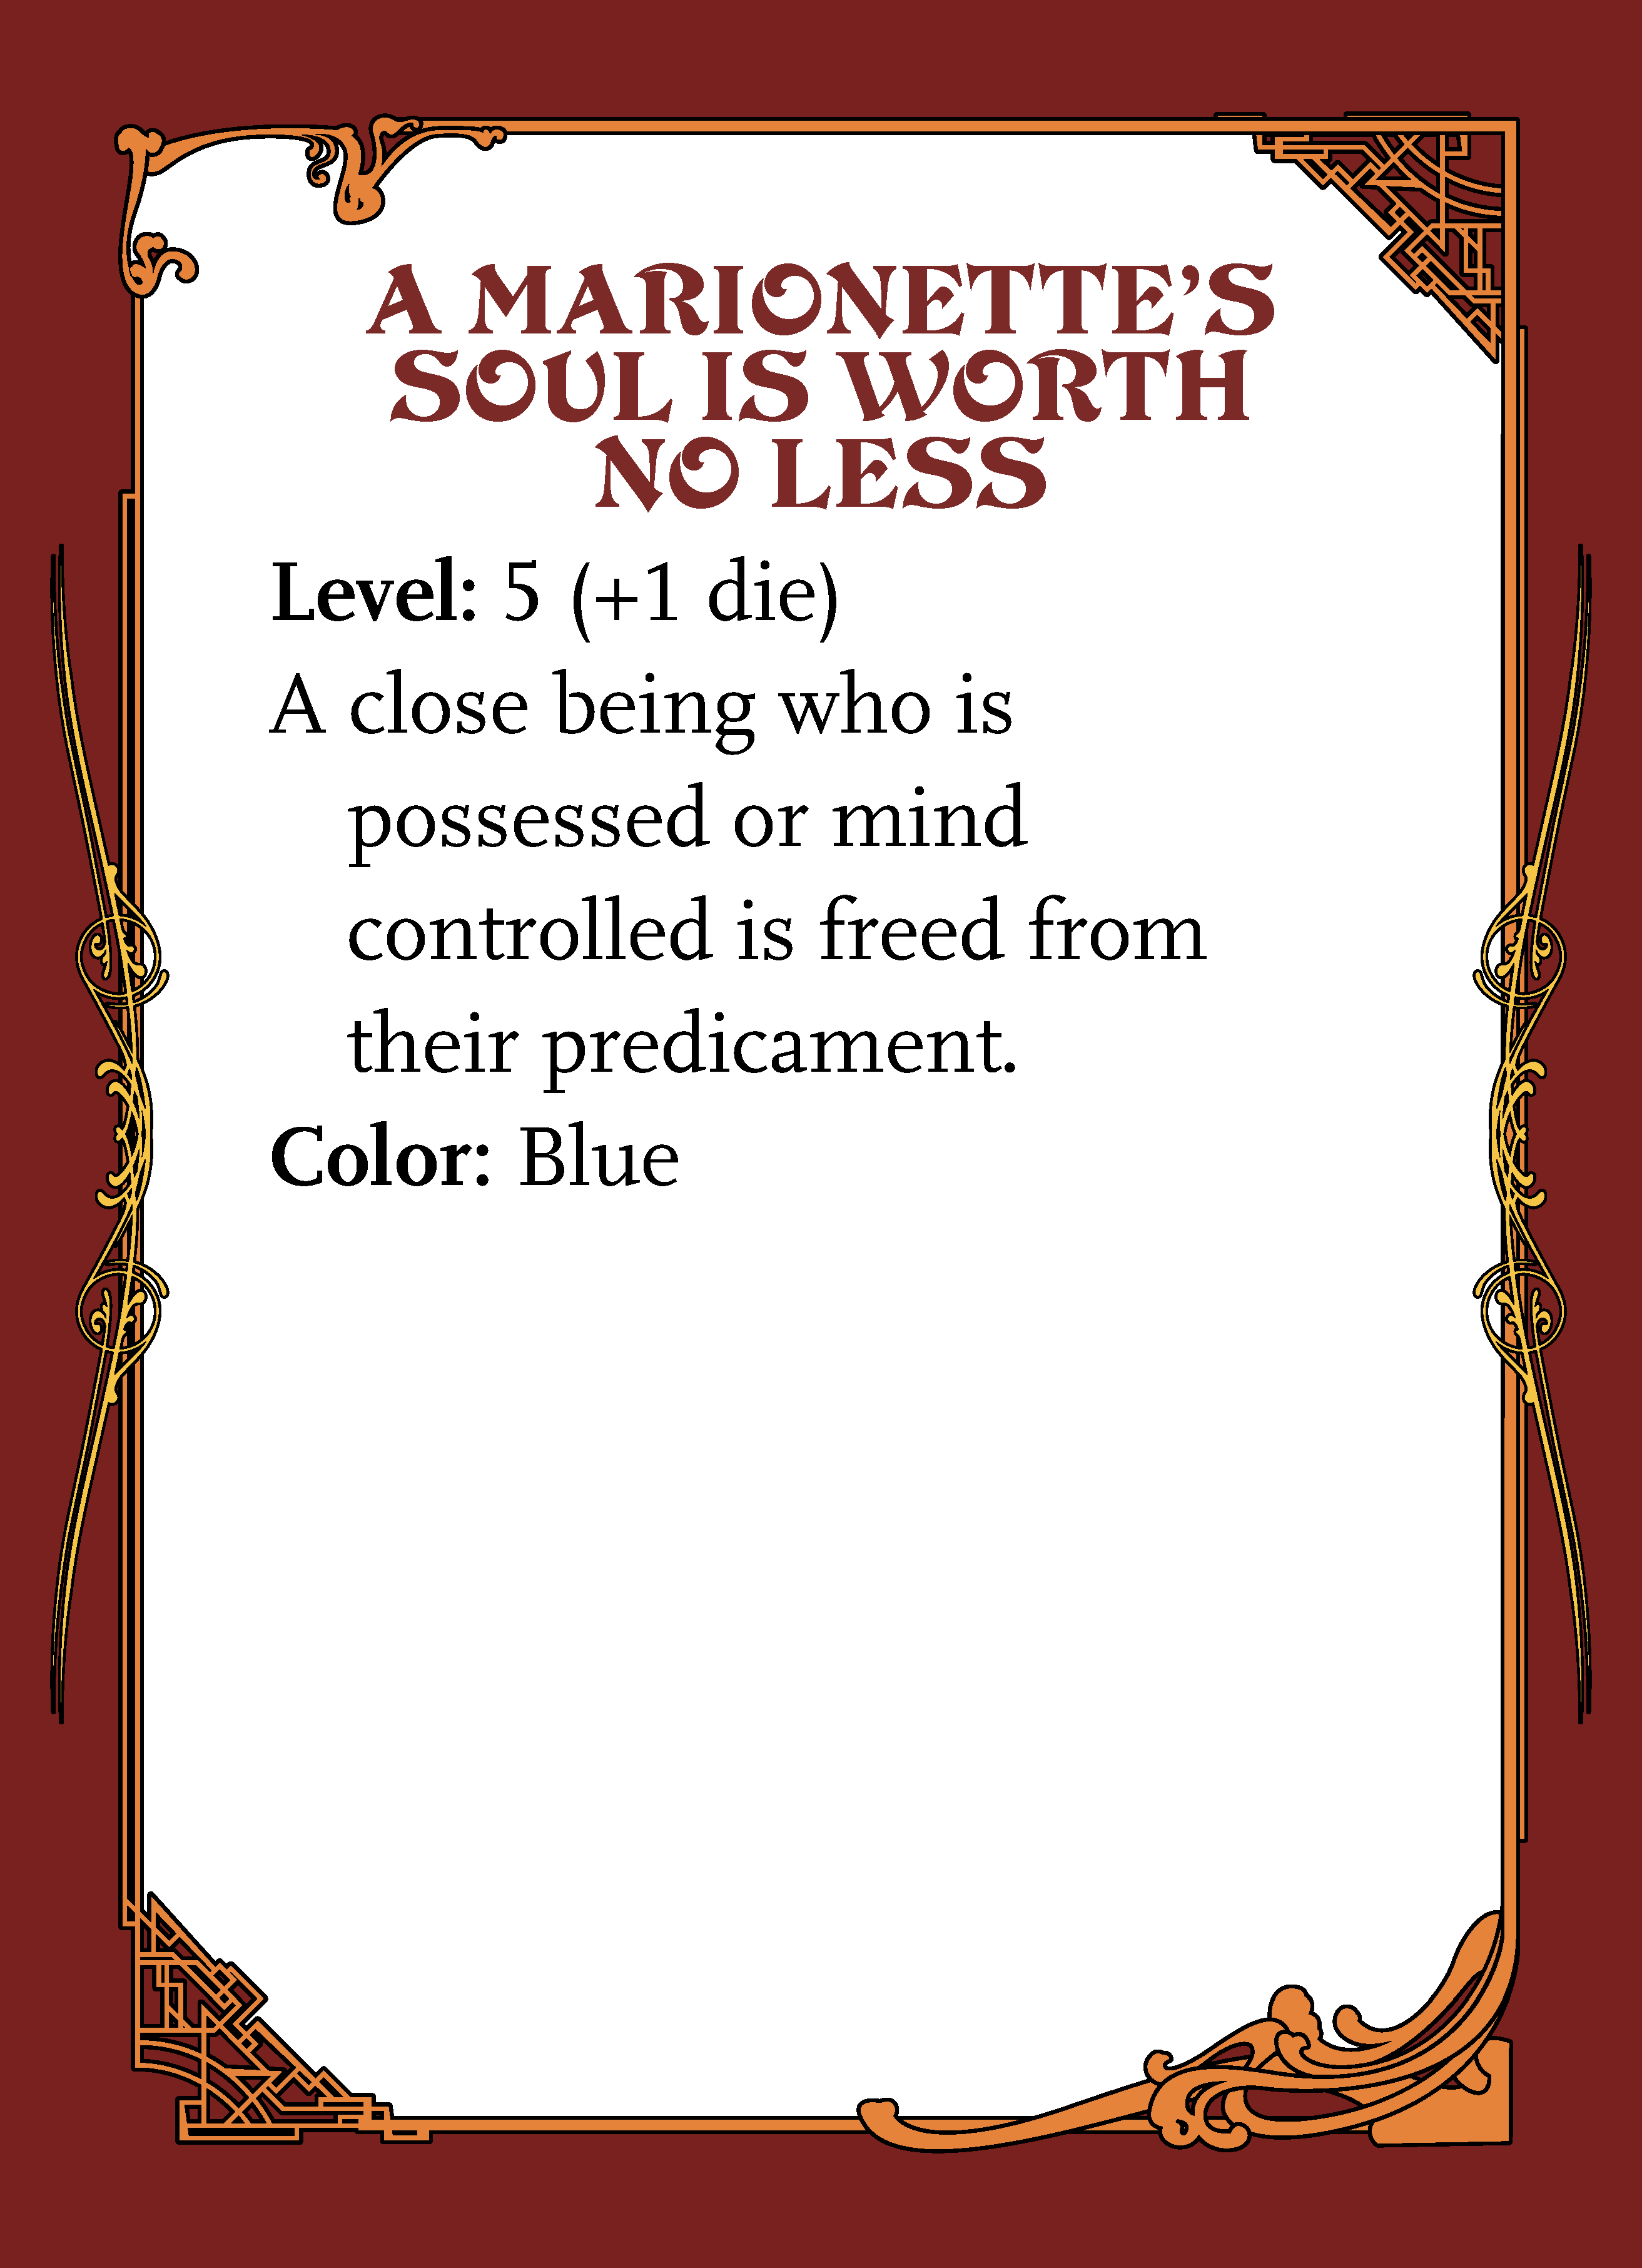 A MARIONETTE’S
SOUL IS WORTH
NO LESS
Level: 5 (+1 die)
A close being who is
possessed or mind
controlled is freed from
their predicament.
Color: Blue